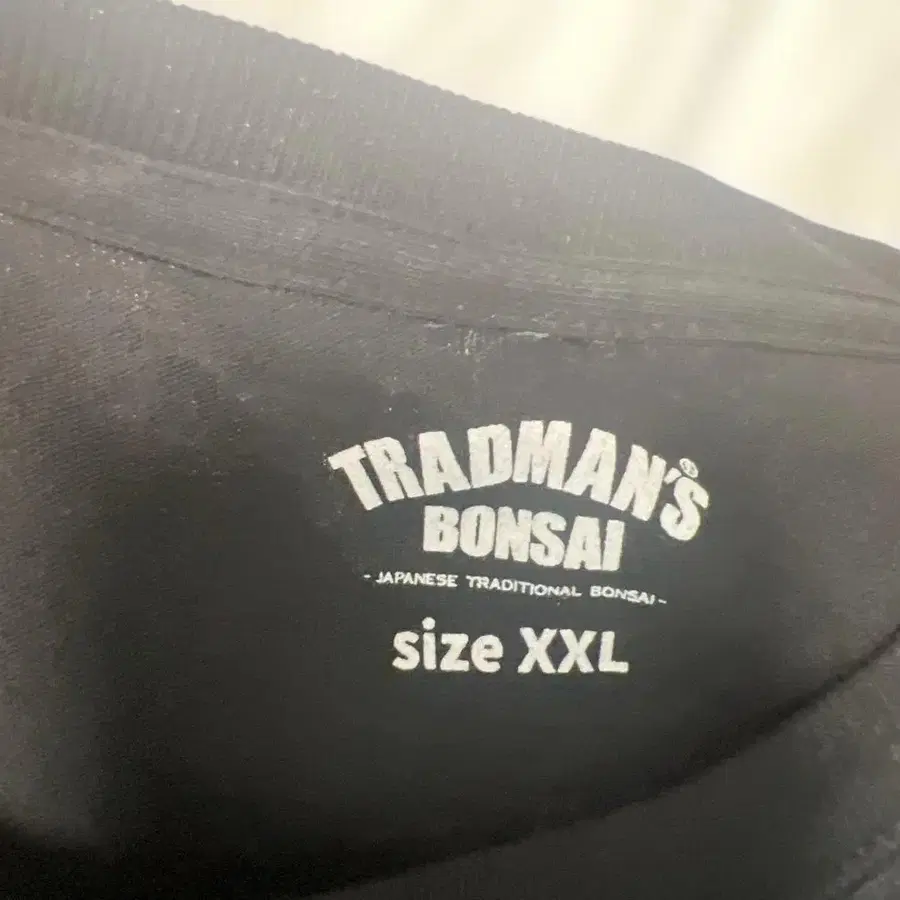 TRADMAN'S
BONSAI
- JAPANESE TRADITIONAL BONSAI -
size XXL